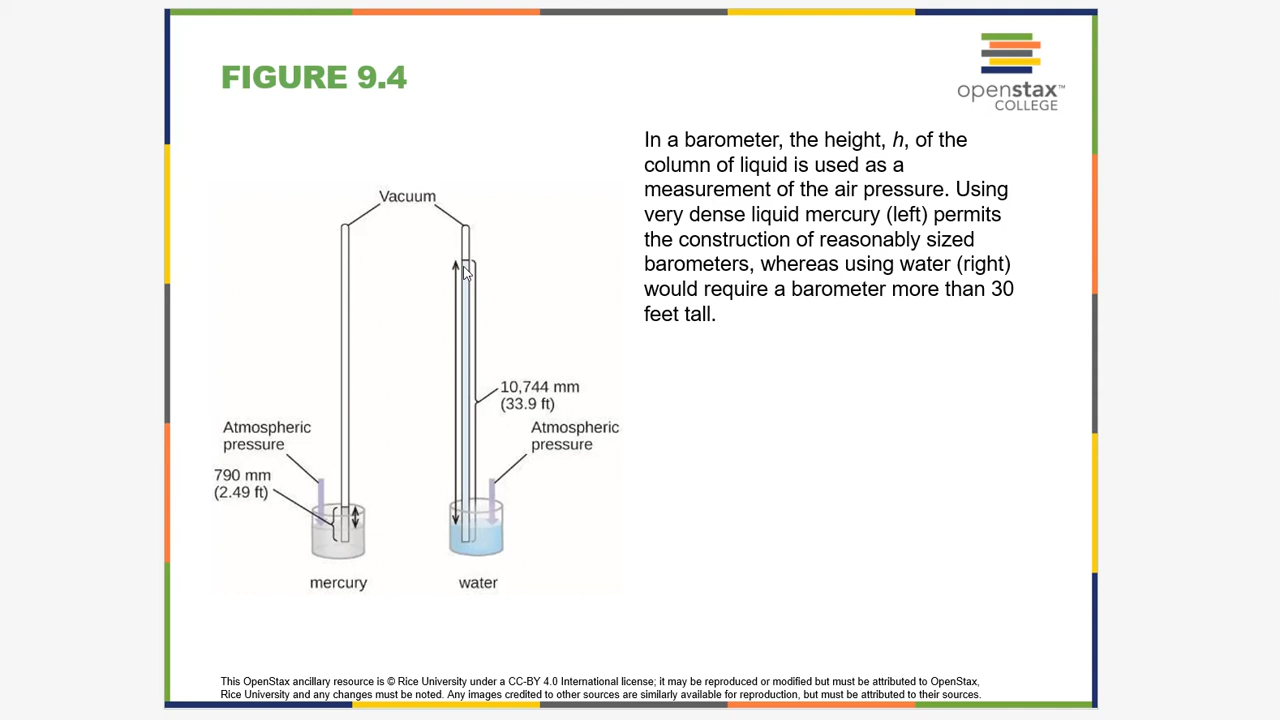 FIGURE 9.4
openstax™
COLLEGE
In a barometer, the height, h, of the
column of liquid is used as a
measurement of the air pressure. Using
very dense liquid mercury (left) permits
the construction of reasonably sized
barometers, whereas using water (right)
would require a barometer more than 30
feet tall.
Vacuum
10,744 mm
(33.9 ft)
Atmospheric
pressure
Atmospheric
pressure
790 mm
(2.49 ft)
mercury
water
This OpenStax ancillary resource is © Rice University under a CC-BY 4.0 International license; it may be reproduced or modified but must be attributed to OpenStax,
Rice University and any changes must be noted. Any images credited to other sources are similarly available for reproduction, but must be attributed to their sources.